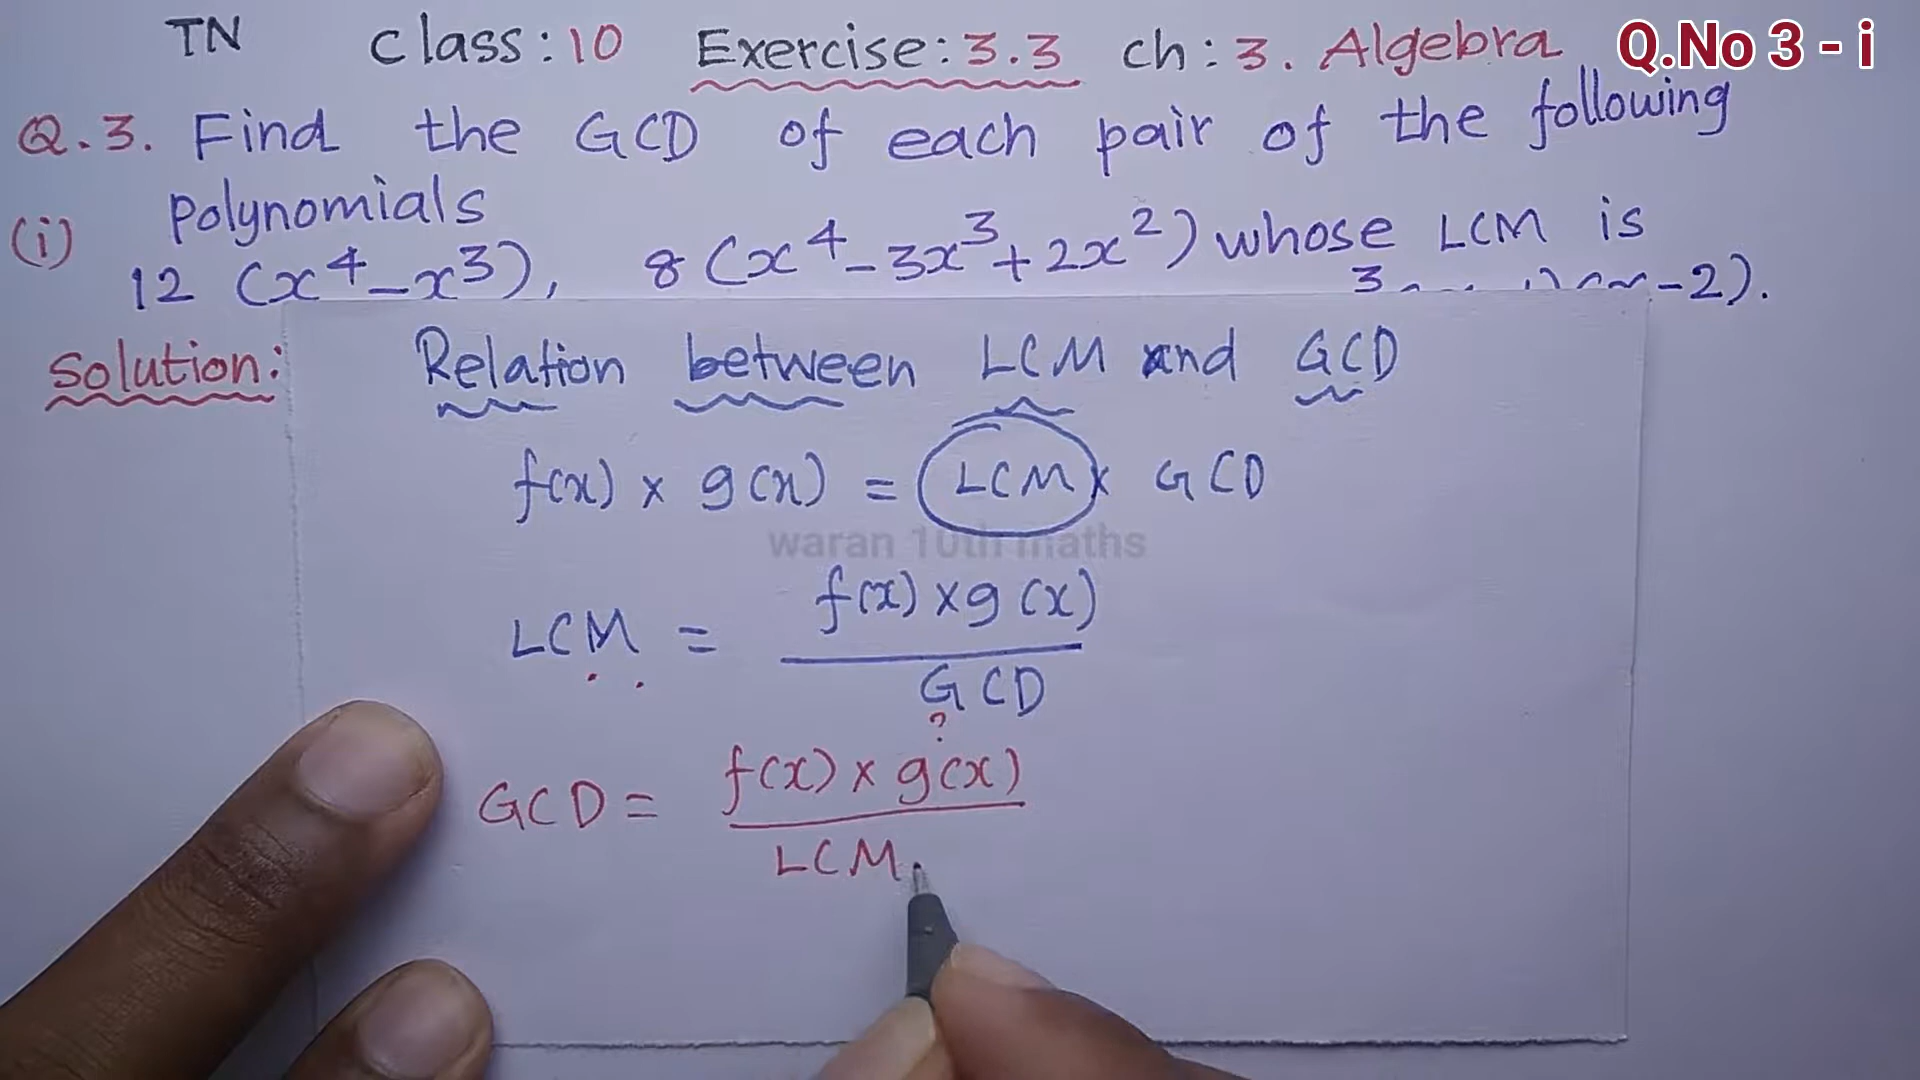 TN Class: 10 Exercise: 3.3 ch: 3. Algebra Q.No 3 - i
Q.3. Find the GCD of each pair of the following
polynomials
(i) 12 (x⁴-x³), 8 (x⁴-3x³+2x²) whose LCM is
-2).
Solution: Relation between LCM and GCD
f(x) x g(x) = LCM x GCD
waran 10th maths
LCM = f(x) x g(x)
GCD
?
GCD = f(x) x g(x)
LCM